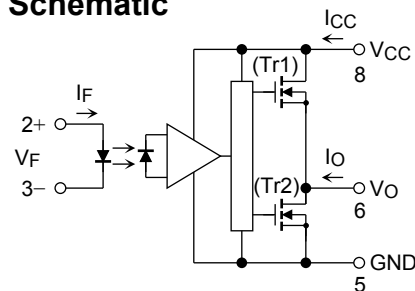 Schematic
ICC
(Tr1)
VCC
8
IF
2+
VF
3−
IO
(Tr2)
VO
6
GND
5